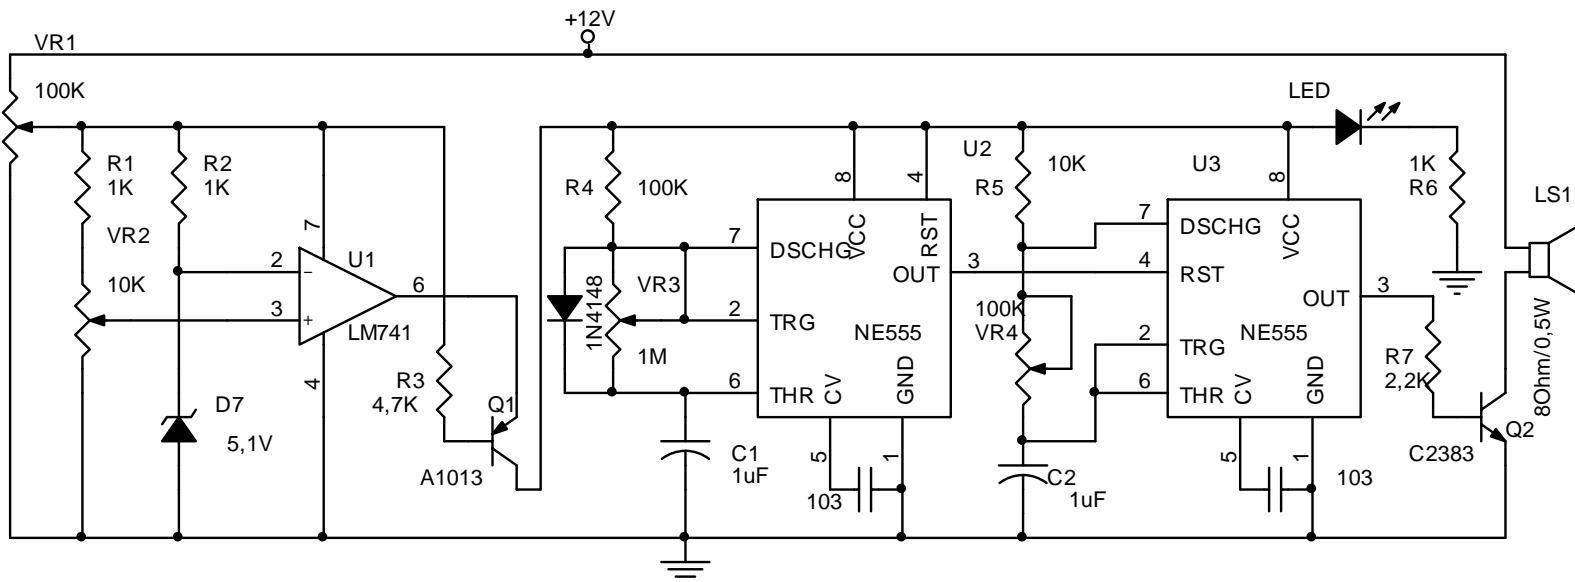 +12V
VR1
100K
LED
R1
1K
R2
1K
U2
10K
R5
U3
1K
R6
LS1
R4
100K
8
4
8
7
VR2
10K
7
DSCHG
VCC
RST
7
DSCHG
VCC
2
U1
6
3
OUT
4
RST
3
LM741
1N4148
VR3
1M
2
TRG
NE555
100K
VR4
OUT
3
4
2
TRG
NE555
R3
4,7K
6
THR
CV
GND
6
THR
CV
GND
R7
2,2K
8Ohm/0,5W
D7
5,1V
Q1
A1013
C1
1uF
5
1
103
C2
1uF
5
1
103
C2383
Q2